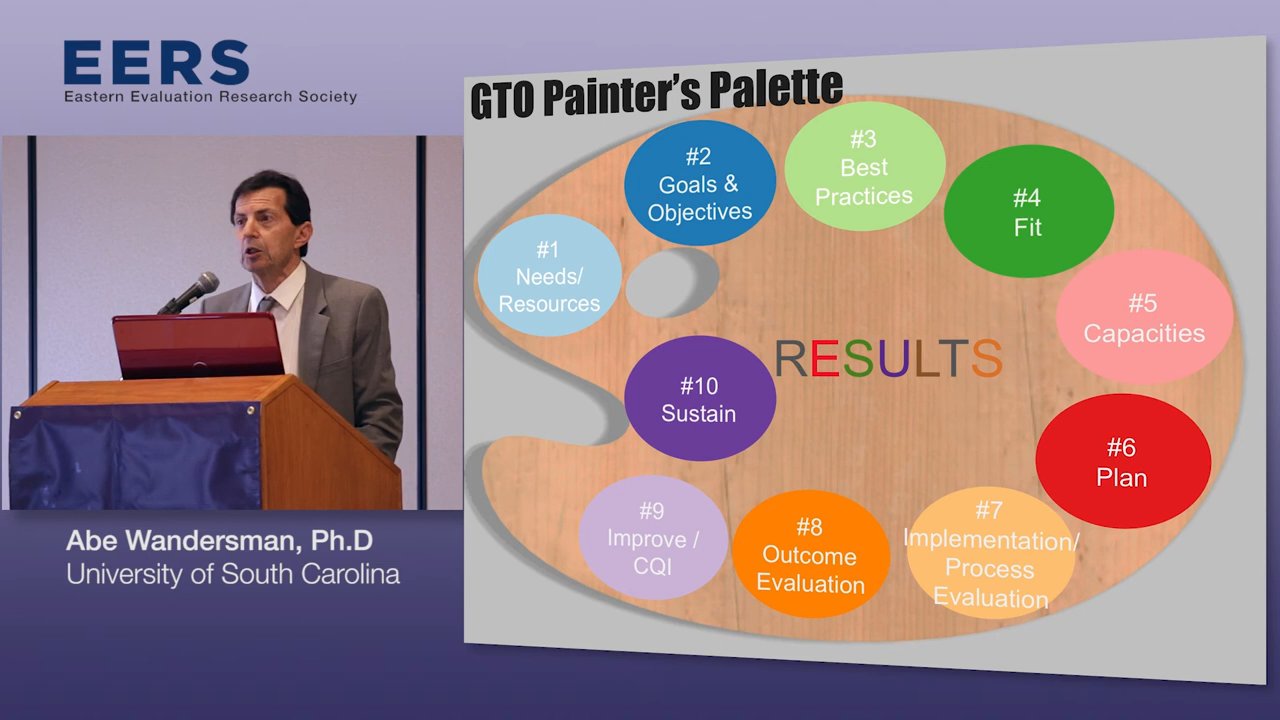 EERS
Eastern Evaluation Research Society
GTO Painter's Palette
#1
Needs/
Resources
#2
Goals &
Objectives
#3
Best
Practices
#4
Fit
#5
Capacities
#6
Plan
#7
Implementation/
Process
Evaluation
#8
Outcome
Evaluation
#9
Improve /
CQI
#10
Sustain
RESULTS
Abe Wandersman, Ph.D
University of South Carolina